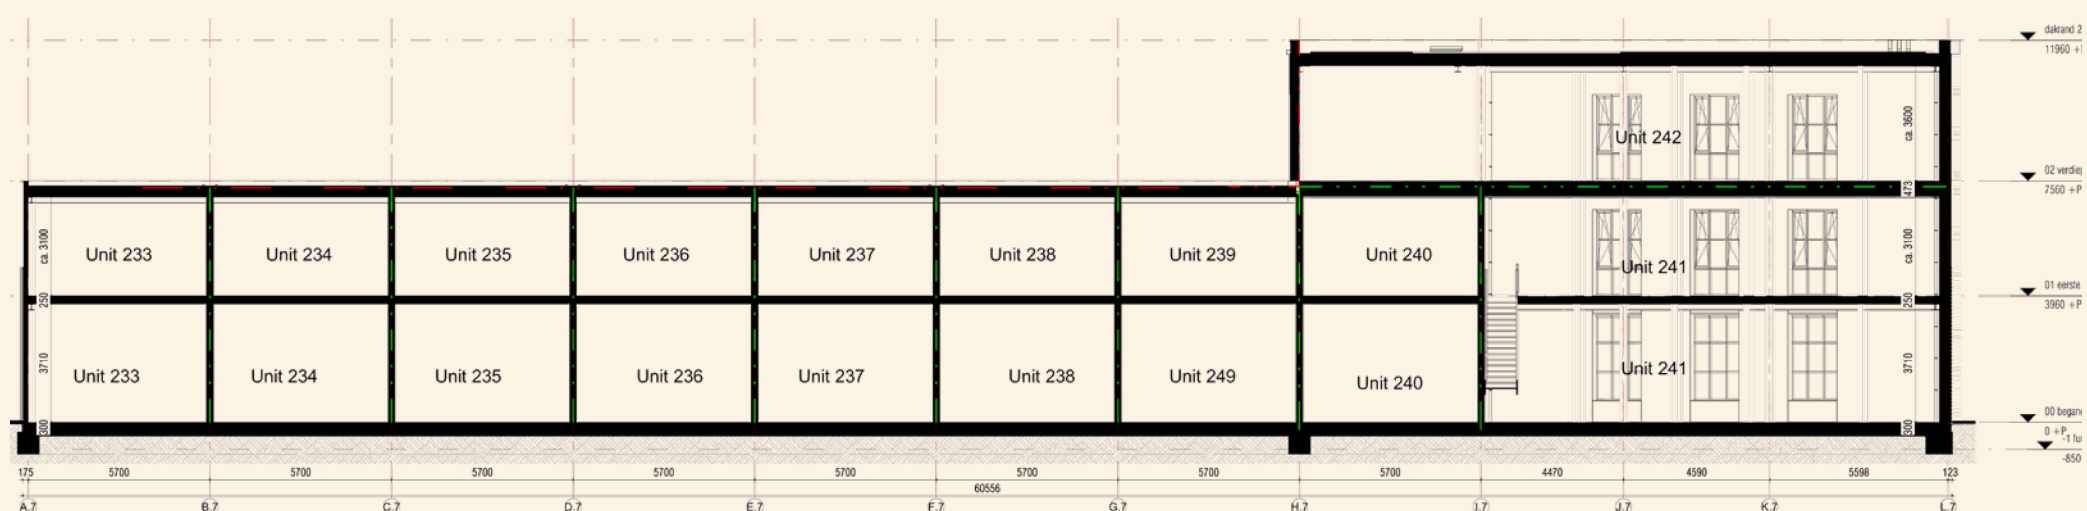 dakrand 2
11960 +
Unit 242
ca. 3600
02 verdie
7560 +P
473
ca. 3100
Unit 233
Unit 234
Unit 235
Unit 236
Unit 237
Unit 238
Unit 239
Unit 240
Unit 241
ca. 3100
01 eerste
3960 +P
250
250
3710
Unit 233
Unit 234
Unit 235
Unit 236
Unit 237
Unit 238
Unit 249
Unit 240
Unit 241
3710
00 began
0 +P
300
300
-1 fu
-850
175 5700 5700 5700 5700 5700 5700 5700 5700 4470 4590 5598 123
60556
A.7 B.7 C.7 D.7 E.7 F.7 G.7 H.7 I.7 J.7 K.7 L.7